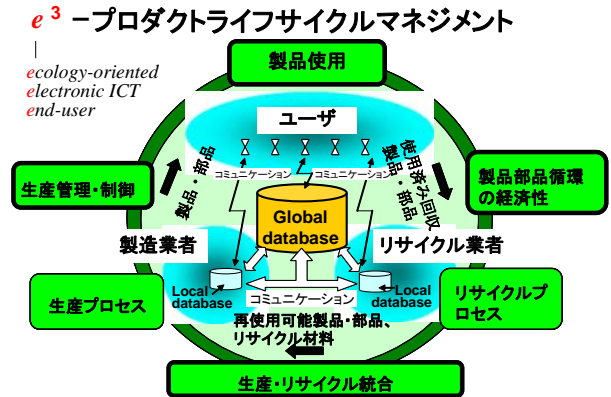 e³ －プロダクトライフサイクルマネジメント
ecology-oriented
electronic ICT
end-user
製品使用
ユーザ
製品・部品
コミュニケーション
コミュニケーション
使用済み回収
製品・部品
生産管理・制御
製品部品循環
の経済性
Global
database
製造業者
リサイクル業者
Local
database
コミュニケーション
Local
database
生産プロセス
リサイクルプ
ロセス
再使用可能製品・部品、
リサイクル材料
生産・リサイクル統合